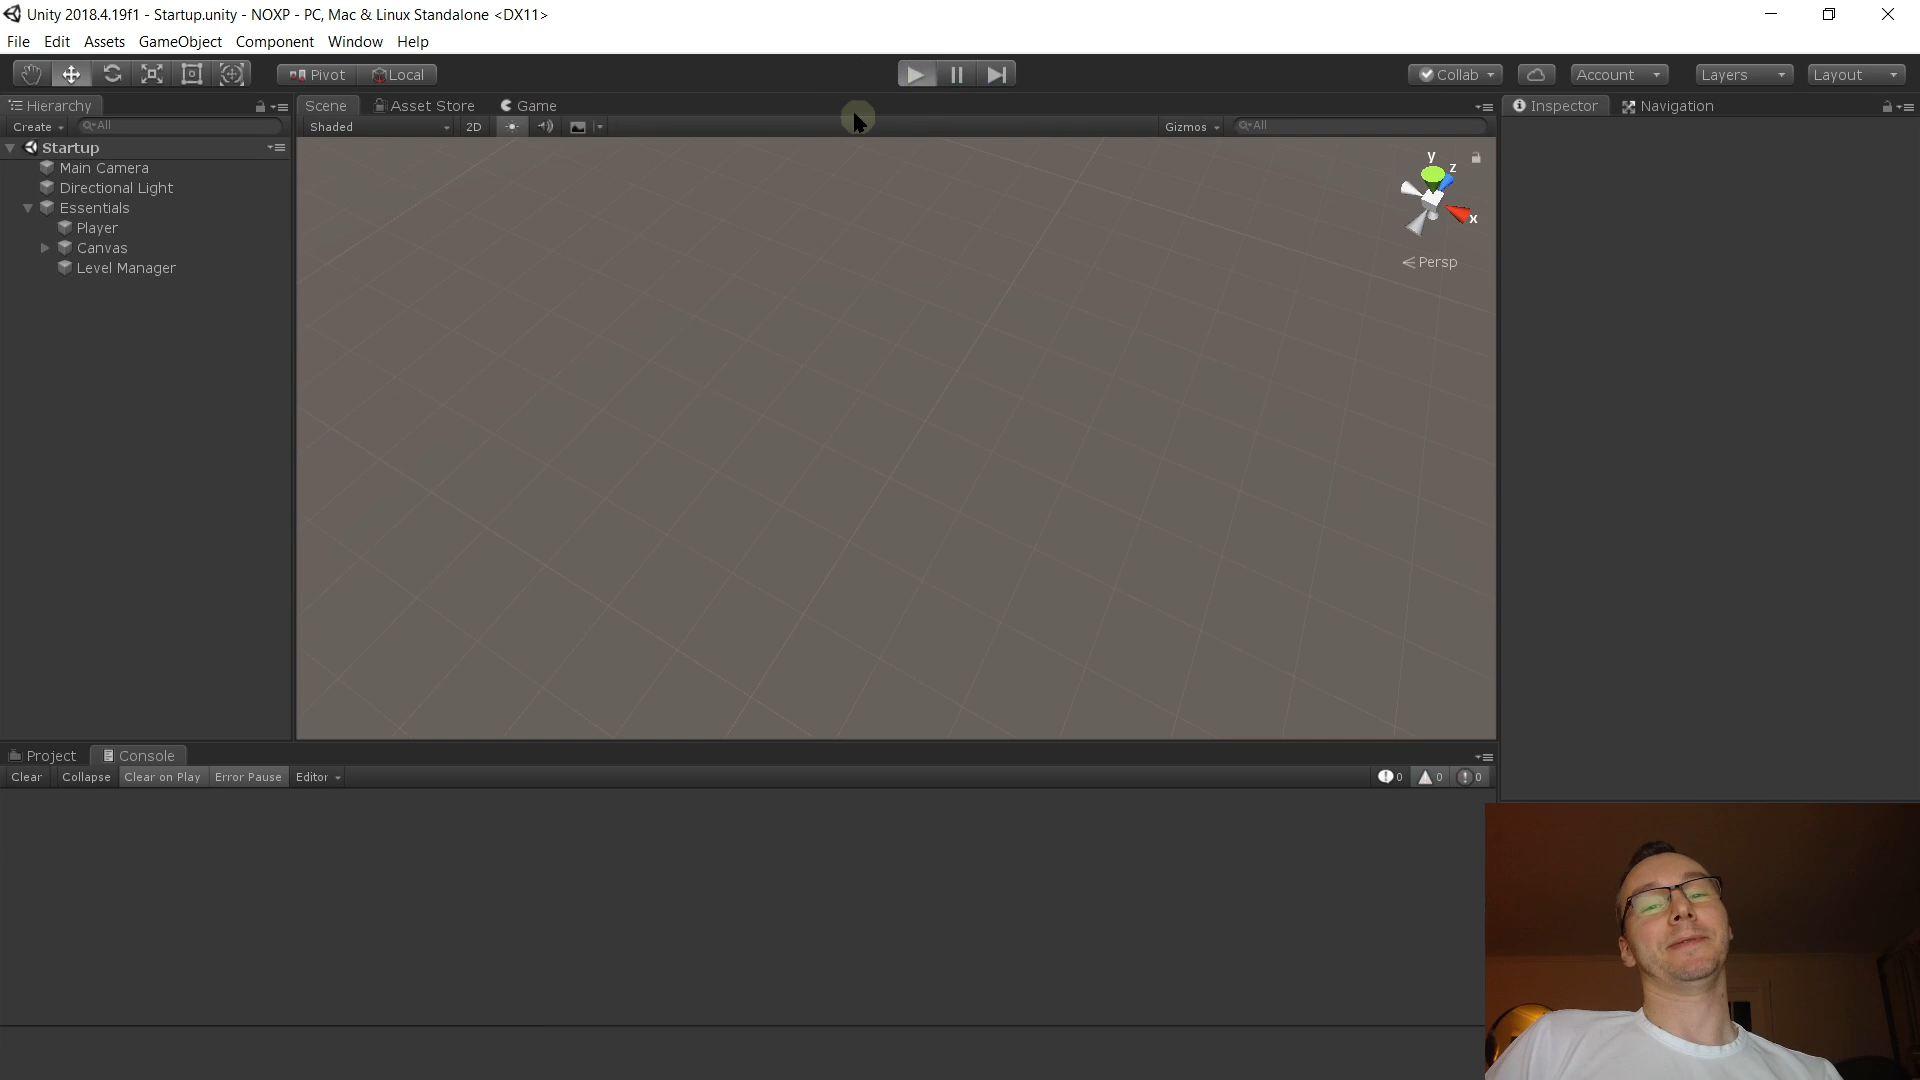 Unity 2018.4.19f1 - Startup.unity - NOXP - PC, Mac & Linux Standalone <DX11>
File Edit Assets GameObject Component Window Help
Pivot Local Collab Account Layers Layout
Hierarchy Scene Asset Store Game Inspector Navigation
Create All Shaded 2D Gizmos All
Startup
Main Camera
Directional Light
Essentials
Player
Canvas
Level Manager
y
z
x
Persp
Project Console
Clear Collapse Clear on Play Error Pause Editor 0 0 0